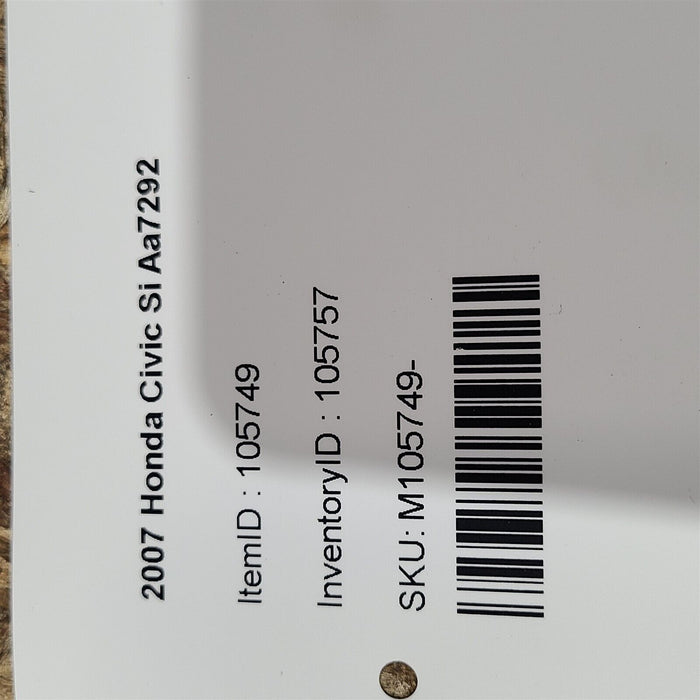 2007 Honda Civic Si Aa7292
ItemID : 105749
InventoryID : 105757
SKU: M105749-